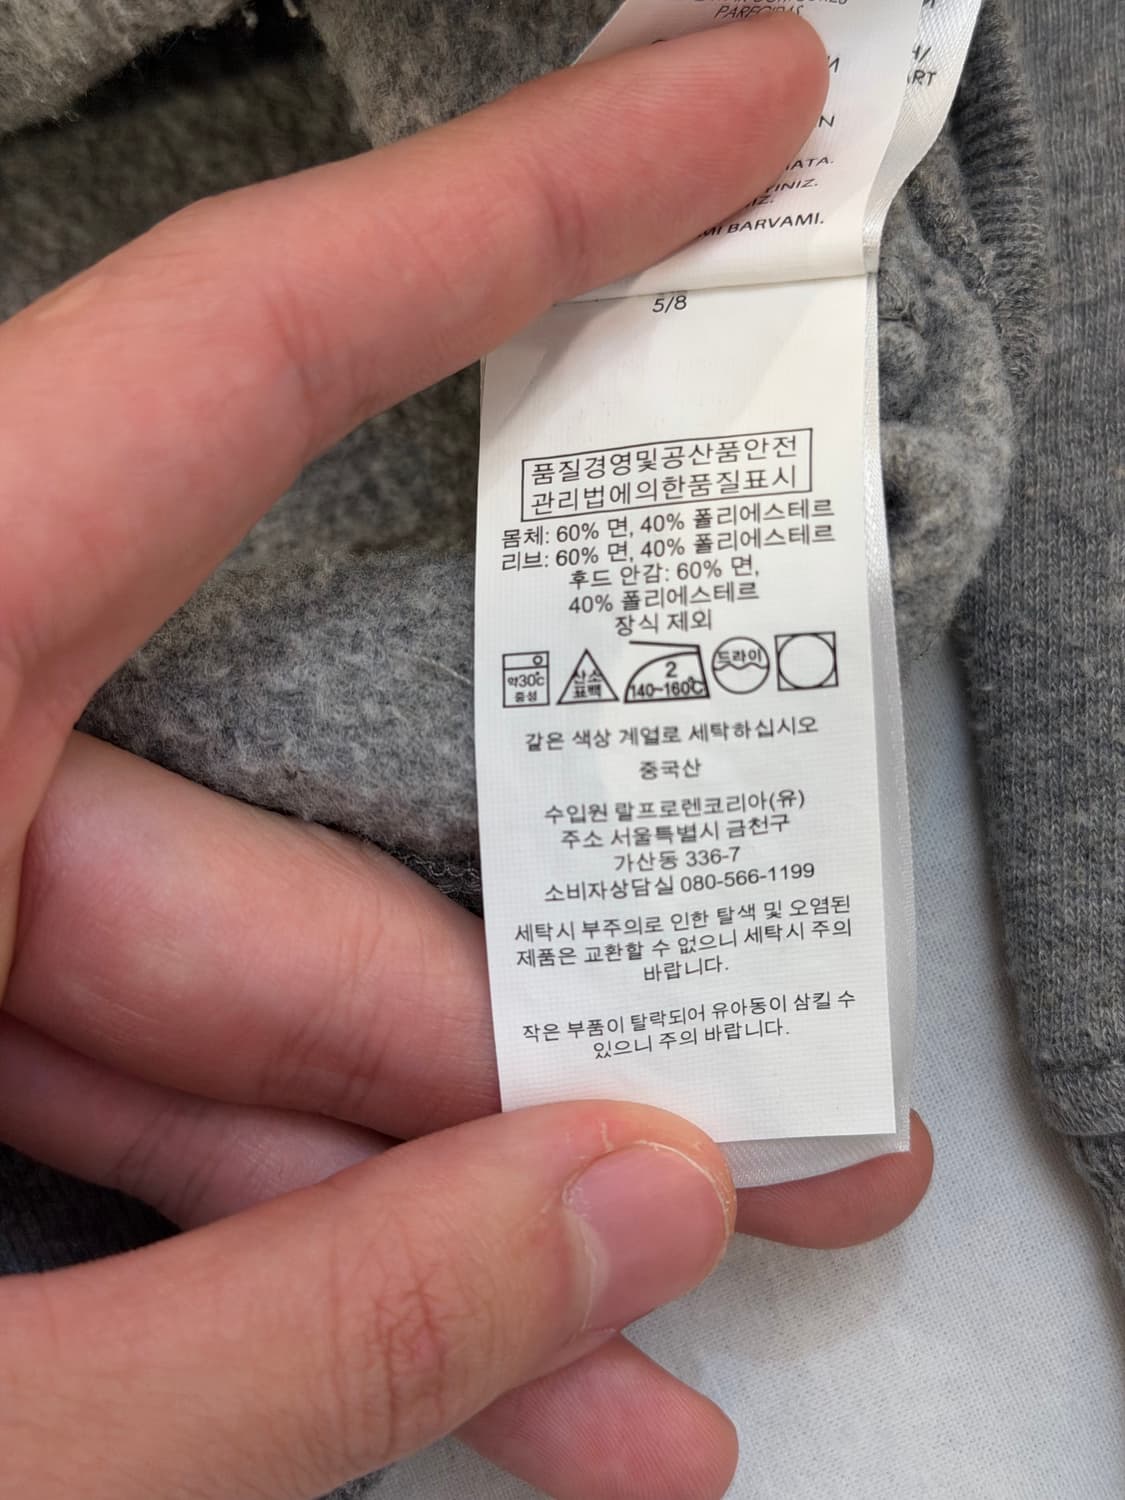 PARECIDAS
RT
N
IATA.
TINIZ.
IZ.
MI BARVAMI.
5/8
품질경영및공산품안전
관리법에의한품질표시
몸체: 60% 면, 40% 폴리에스테르
리브: 60% 면, 40% 폴리에스테르
후드 안감: 60% 면,
40% 폴리에스테르
장식 제외
약30℃ 중성
산소 표백
2 140~160℃
드라이
같은 색상 계열로 세탁하십시오
중국산
수입원 랄프로렌코리아(유)
주소 서울특별시 금천구
가산동 336-7
소비자상담실 080-566-1199
세탁시 부주의로 인한 탈색 및 오염된
제품은 교환할 수 없으니 세탁시 주의
바랍니다.
작은 부품이 탈락되어 유아동이 삼킬 수
있으니 주의 바랍니다.